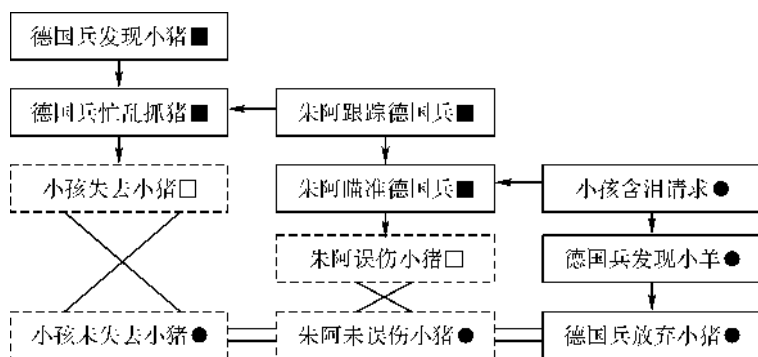 德国兵发现小猪■
德国兵忙乱抓猪■ 朱阿跟踪德国兵■
小孩失去小猪□ 朱阿瞄准德国兵■ 小孩含泪请求●
朱阿误伤小猪□ 德国兵发现小羊●
小孩未失去小猪● 朱阿未误伤小猪● 德国兵放弃小猪●